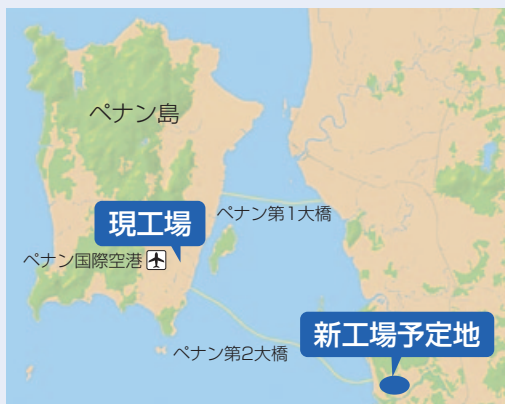 ペナン島
ペナン第1大橋
現工場
ペナン国際空港
新工場予定地
ペナン第2大橋